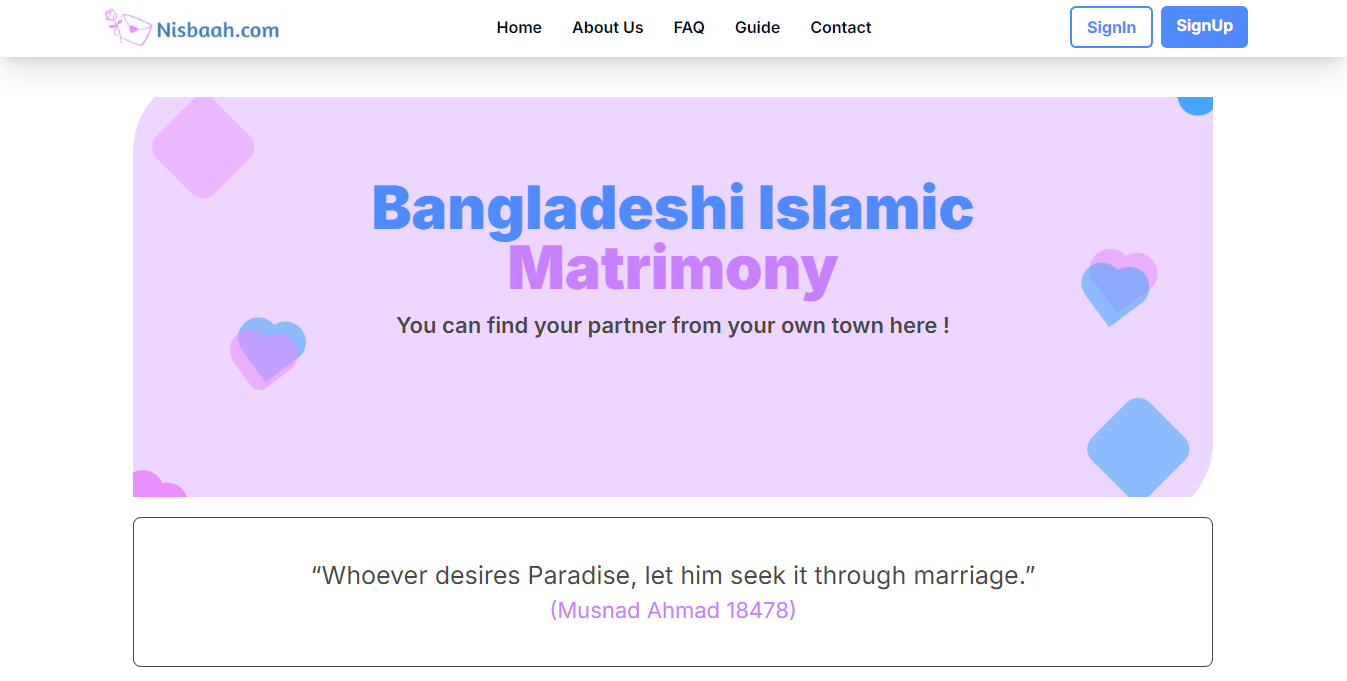 Nisbaah.com
Home About Us FAQ Guide Contact
SignIn SignUp
Bangladeshi Islamic
Matrimony
You can find your partner from your own town here !
“Whoever desires Paradise, let him seek it through marriage.”
(Musnad Ahmad 18478)